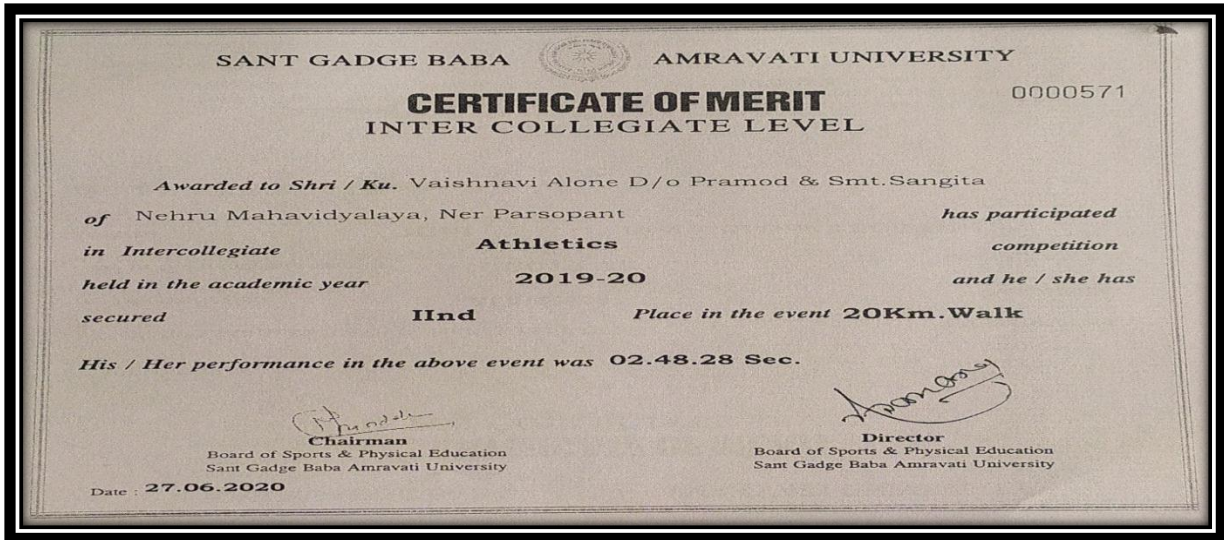 SANT GADGE BABA AMRAVATI UNIVERSITY
CERTIFICATE OF MERIT
0000571
INTER COLLEGIATE LEVEL
Awarded to Shri / Ku. Vaishnavi Alone D/o Pramod & Smt.Sangita
of Nehru Mahavidyalaya, Ner Parsopant has participated
in Intercollegiate Athletics competition
held in the academic year 2019-20 and he / she has
secured IInd Place in the event 20Km.Walk
His / Her performance in the above event was 02.48.28 Sec.
Chairman
Board of Sports & Physical Education
Sant Gadge Baba Amravati University
Director
Board of Sports & Physical Education
Sant Gadge Baba Amravati University
Date : 27.06.2020